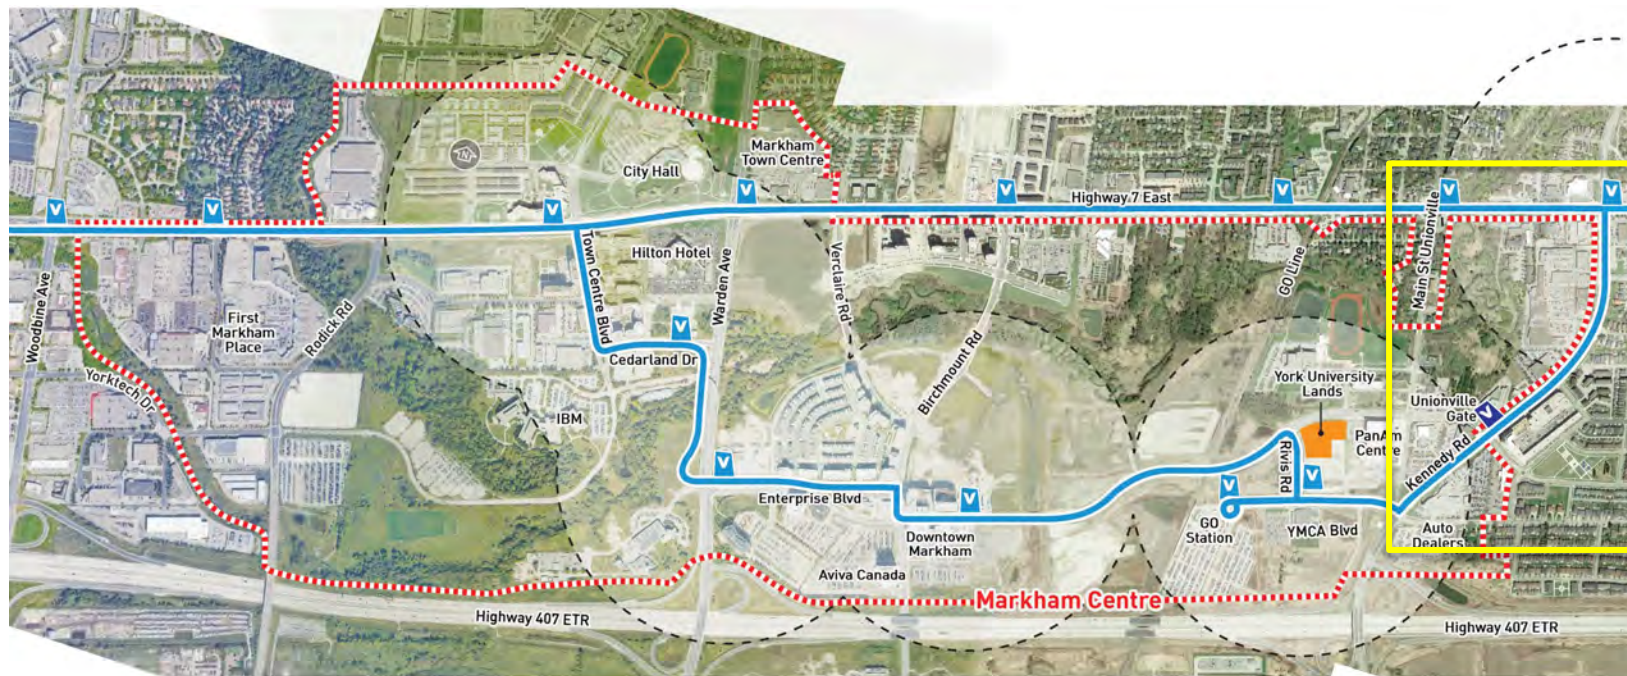 Markham
Town Centre
City Hall
N
V
V
V
V
V
V
V
V
Highway 7 East
Main St Unionville
GO Line
Verclaire Rd
Hilton Hotel
Warden Ave
Town Centre Blvd
Woodbine Ave
First
Markham
Place
Rodick Rd
V
Cedarland Dr
Yorktech Dr
Birchmount Rd
York University
Lands
Unionville
Gate
V
IBM
PanAm
Centre
Kennedy Rd
Rivis Rd
V
V
V
V
Enterprise Blvd
GO
Station
YMCA Blvd
Auto
Dealers
Downtown
Markham
Aviva Canada
Markham Centre
Highway 407 ETR
Highway 407 ETR